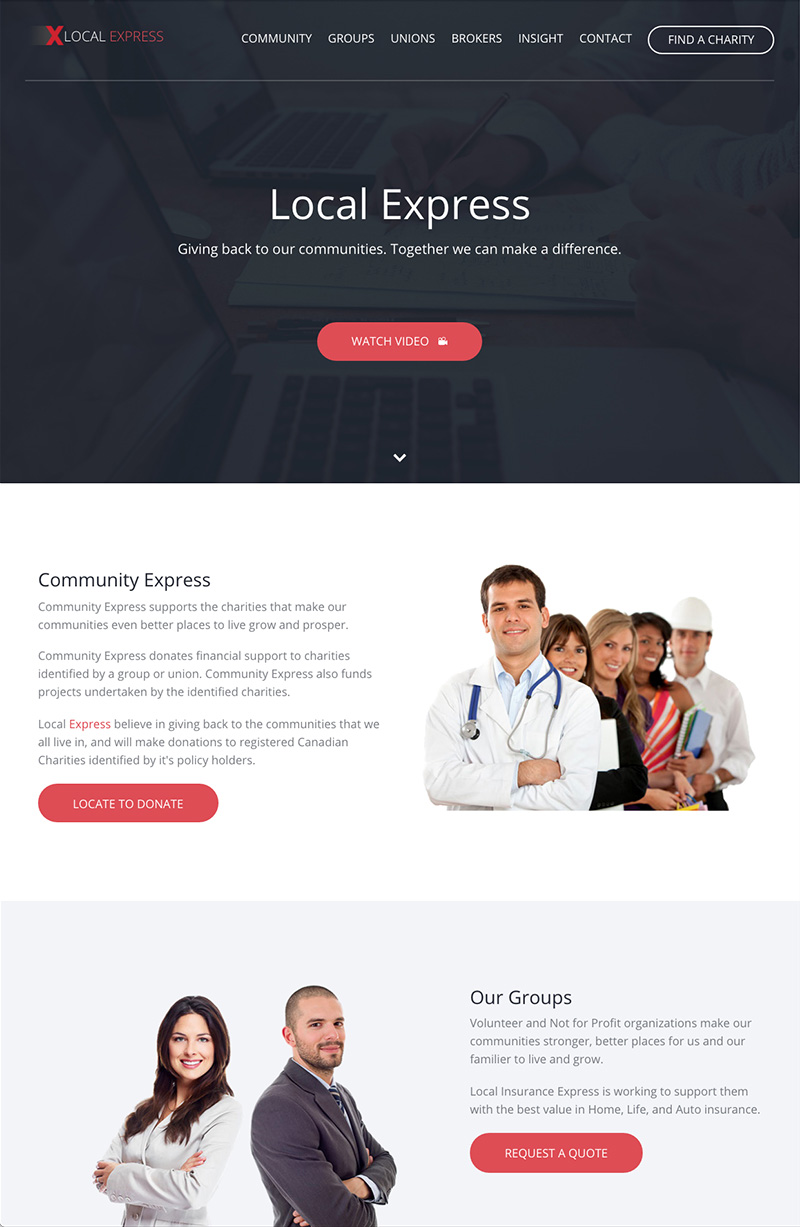 XLOCAL EXPRESS
COMMUNITY GROUPS UNIONS BROKERS INSIGHT CONTACT FIND A CHARITY
Local Express
Giving back to our communities. Together we can make a difference.
WATCH VIDEO
Community Express
Community Express supports the charities that make our
communities even better places to live grow and prosper.
Community Express donates financial support to charities
identified by a group or union. Community Express also funds
projects undertaken by the identified charities.
Local Express believe in giving back to the communities that we
all live in, and will make donations to registered Canadian
Charities identified by it's policy holders.
LOCATE TO DONATE
Our Groups
Volunteer and Not for Profit organizations make our
communities stronger, better places for us and our
familier to live and grow.
Local Insurance Express is working to support them
with the best value in Home, Life, and Auto insurance.
REQUEST A QUOTE